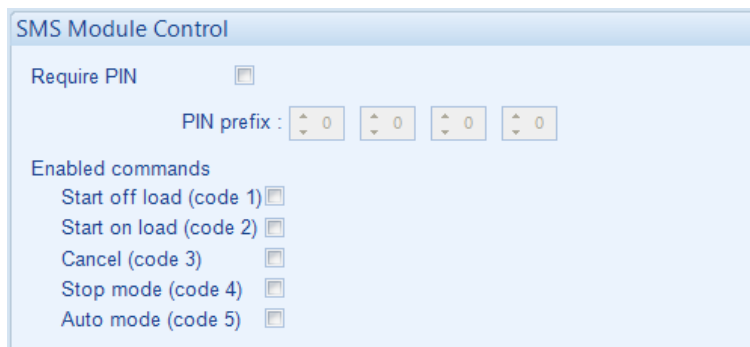 SMS Module Control
Require PIN
PIN prefix : 0 0 0 0
Enabled commands
Start off load (code 1)
Start on load (code 2)
Cancel (code 3)
Stop mode (code 4)
Auto mode (code 5)